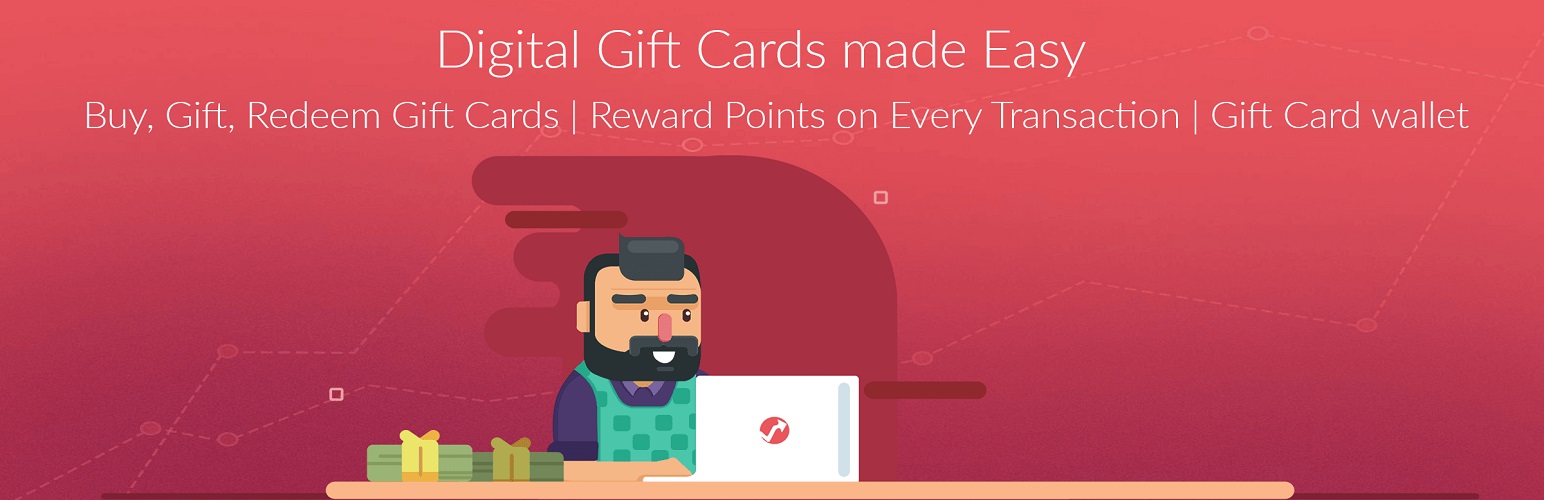 Digital Gift Cards made Easy
Buy, Gift, Redeem Gift Cards | Reward Points on Every Transaction | Gift Card wallet